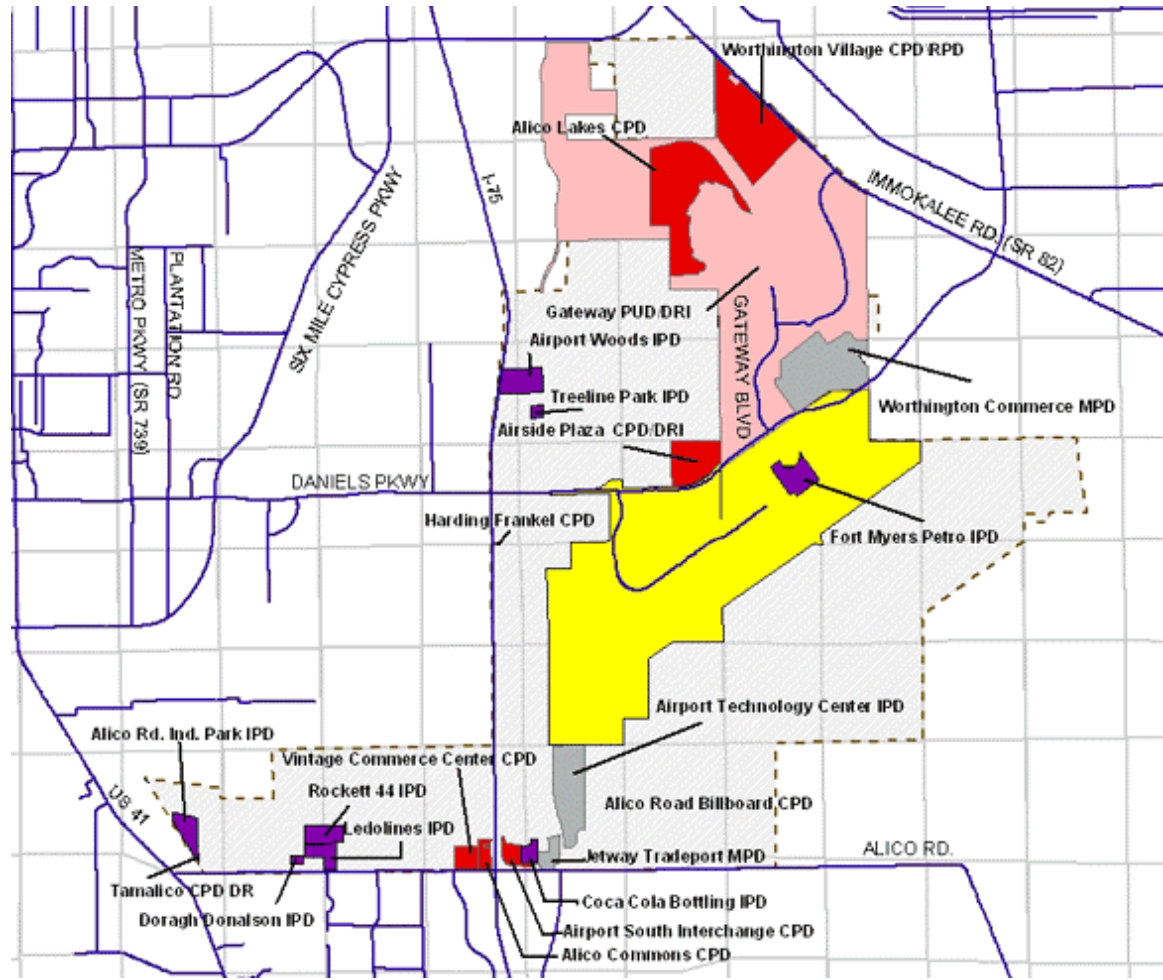 Worthington Village CPD/RPD
Alico Lakes CPD
I-75
IMMOKALEE RD. (SR 82)
SIX MILE CYPRESS PKWY
PLANTATION RD
METRO PKWY (SR 739)
Gateway PUD/DRI
GATEWAY BLVD
Airport Woods IPD
Treeline Park IPD
Worthington Commerce MPD
Airside Plaza CPD/DRI
DANIELS PKWY
Harding Frankel CPD
Fort Myers Petro IPD
Airport Technology Center IPD
Alico Rd. Ind. Park IPD
Vintage Commerce Center CPD
Rockett 44 IPD
Alico Road Billboard CPD
US 41
Ledolines IPD
Jetway Tradeport MPD
ALICO RD.
Tamalico CPD DR
Coca Cola Bottling IPD
Doragh Donalson IPD
Airport South Interchange CPD
Alico Commons CPD